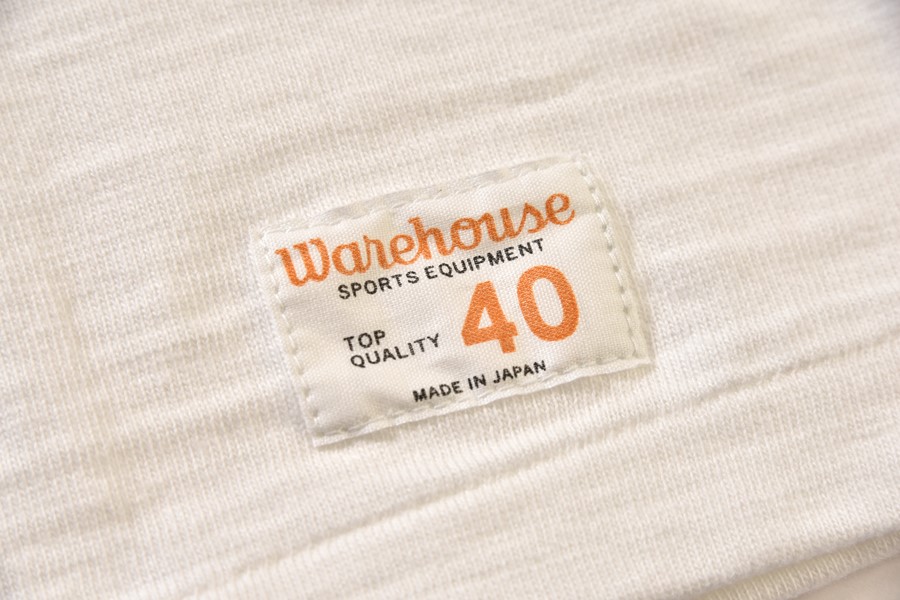 Warehouse
SPORTS EQUIPMENT
TOP
QUALITY
40
MADE IN JAPAN